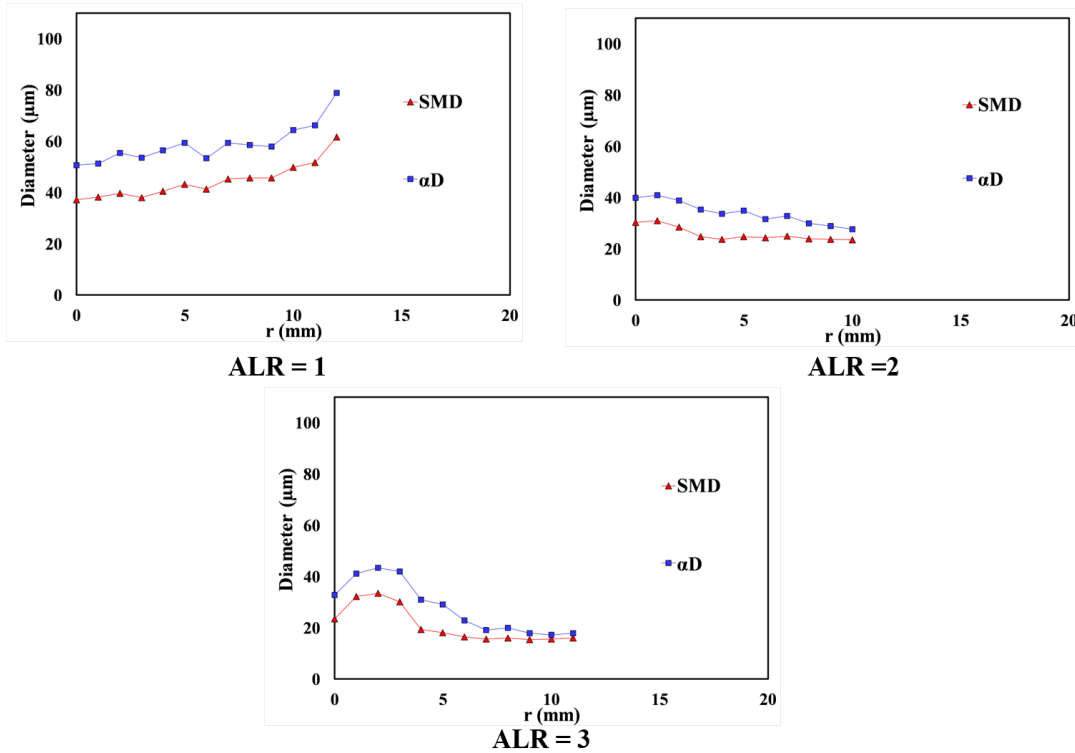 100
80
60
40
20
0
Diameter (μm)
SMD
αD
0 5 10 15 20
r (mm)
ALR = 1
100
80
60
40
20
0
Diameter (μm)
SMD
αD
0 5 10 15 20
r (mm)
ALR =2
100
80
60
40
20
0
Diameter (μm)
SMD
αD
0 5 10 15 20
r (mm)
ALR = 3